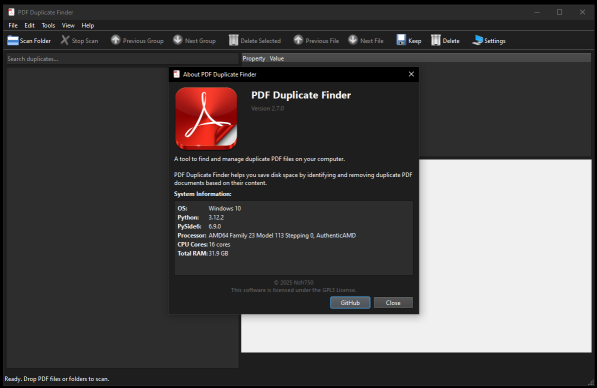 PDF Duplicate Finder
File Edit Tools View Help
Scan Folder Stop Scan Previous Group Next Group Delete Selected Previous File Next File Keep Delete Settings
Search duplicates...
Property Value
About PDF Duplicate Finder
PDF Duplicate Finder
Version 2.7.0
A tool to find and manage duplicate PDF files on your computer.
PDF Duplicate Finder helps you save disk space by identifying and removing duplicate PDF
documents based on their content.
System Information:
OS: Windows 10
Python: 3.12.2
PySide6: 6.9.0
Processor: AMD64 Family 23 Model 113 Stepping 0, AuthenticAMD
CPU Cores: 16 cores
Total RAM: 31.9 GB
© 2025 Nsfr750
This software is licensed under the GPL3 License.
GitHub Close
Ready. Drop PDF files or folders to scan.